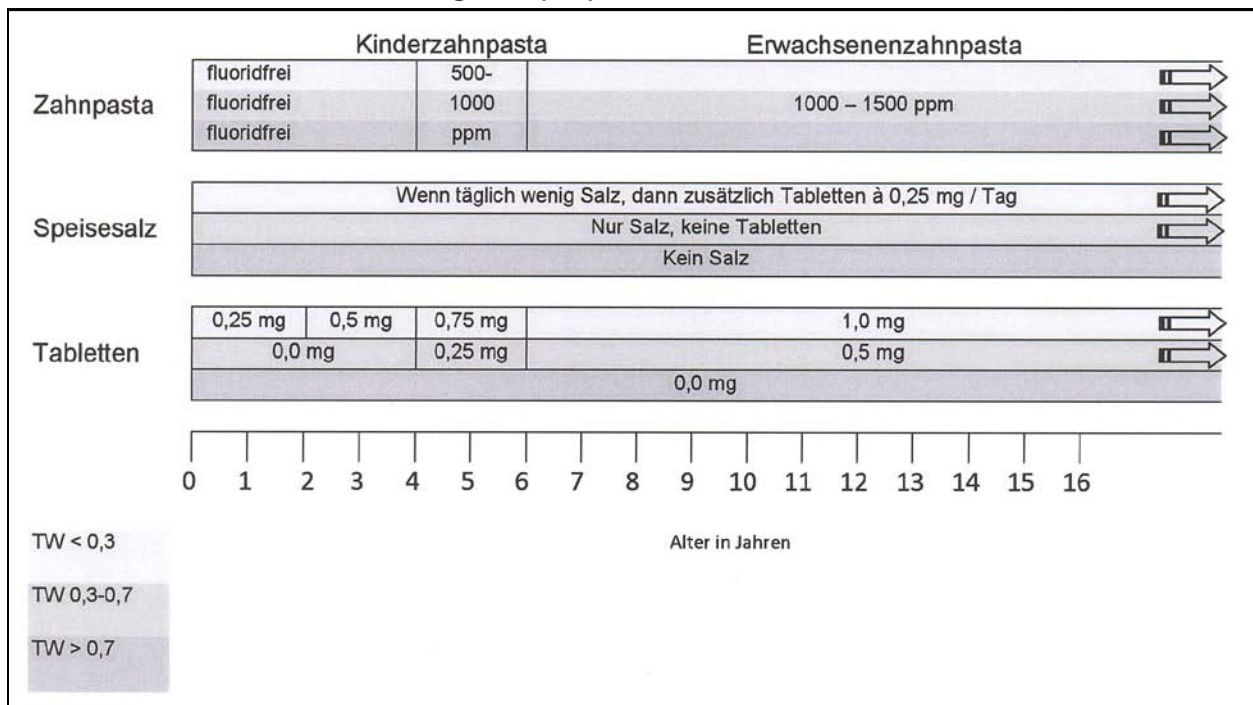 Kinderzahnpasta Erwachsenenzahnpasta
fluoridfrei 500-
Zahnpasta fluoridfrei 1000 1000 – 1500 ppm
fluoridfrei ppm
Wenn täglich wenig Salz, dann zusätzlich Tabletten à 0,25 mg / Tag
Speisesalz Nur Salz, keine Tabletten
Kein Salz
0,25 mg 0,5 mg 0,75 mg 1,0 mg
Tabletten 0,0 mg 0,25 mg 0,5 mg
0,0 mg
0 1 2 3 4 5 6 7 8 9 10 11 12 13 14 15 16
TW < 0,3 Alter in Jahren
TW 0,3-0,7
TW > 0,7